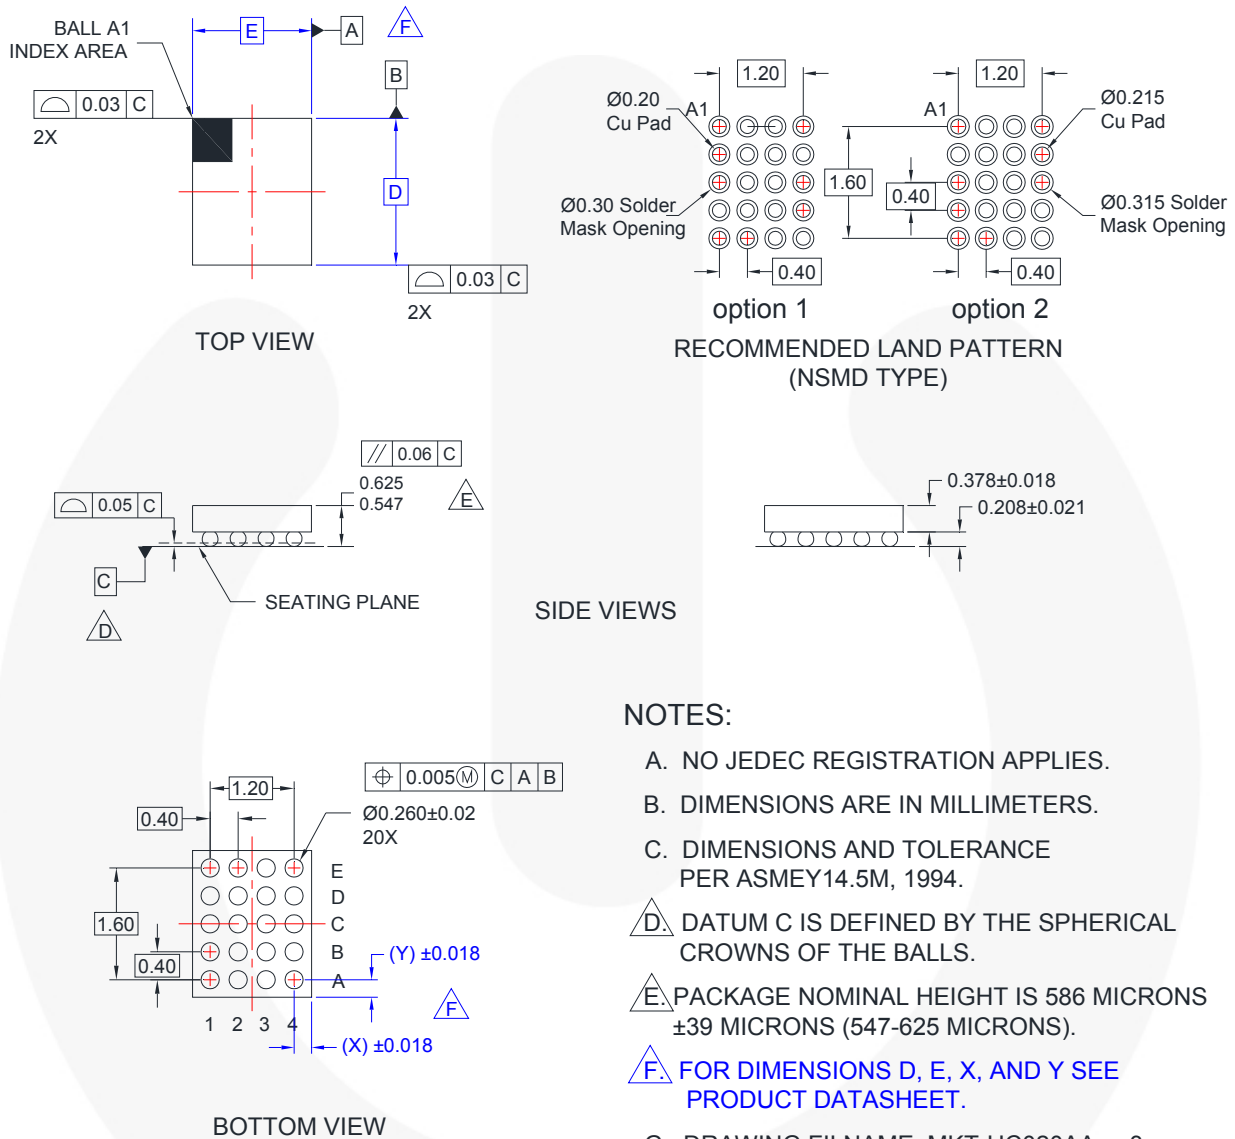 BALL A1
INDEX AREA
E
A
F
B
0.03 C
2X
D
0.03 C
2X
TOP VIEW
1.20
1.20
Ø0.20
Cu Pad
A1
A1
Ø0.215
Cu Pad
1.60
0.40
Ø0.30 Solder
Mask Opening
Ø0.315 Solder
Mask Opening
0.40
0.40
option 1
option 2
RECOMMENDED LAND PATTERN
(NSMD TYPE)
// 0.06 C
0.625
0.547
E
0.05 C
C
D
SEATING PLANE
0.378±0.018
0.208±0.021
SIDE VIEWS
1.20
0.40
0.005 Ⓜ C A B
Ø0.260±0.02
20X
1.60
0.40
E
D
C
B
A
(Y) ±0.018
F
1 2 3 4
(X) ±0.018
BOTTOM VIEW
NOTES:
A. NO JEDEC REGISTRATION APPLIES.
B. DIMENSIONS ARE IN MILLIMETERS.
C. DIMENSIONS AND TOLERANCE
PER ASMEY14.5M, 1994.
D. DATUM C IS DEFINED BY THE SPHERICAL
CROWNS OF THE BALLS.
E. PACKAGE NOMINAL HEIGHT IS 586 MICRONS
±39 MICRONS (547-625 MICRONS).
F. FOR DIMENSIONS D, E, X, AND Y SEE
PRODUCT DATASHEET.
DRAWING FILNAME: